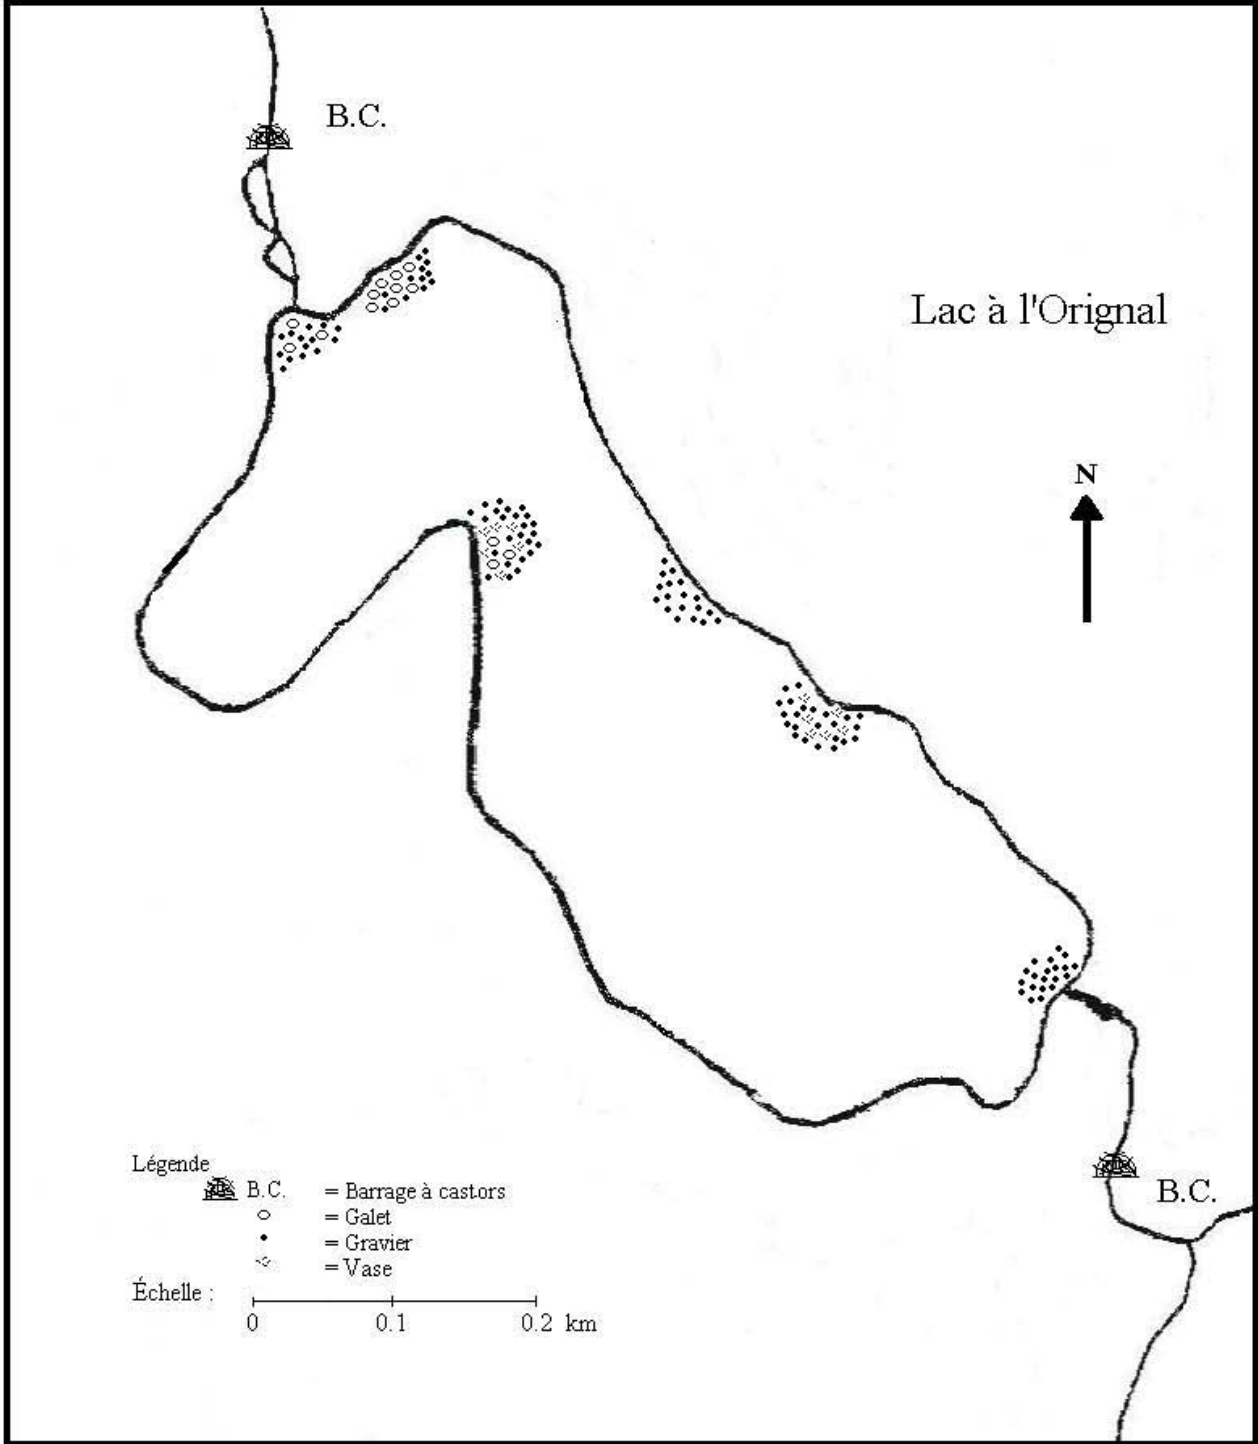 B.C.
Lac à l'Orignal
N
Légende
B.C. = Barrage à castors
= Galet
= Gravier
= Vase
Échelle :
0 0.1 0.2 km
B.C.